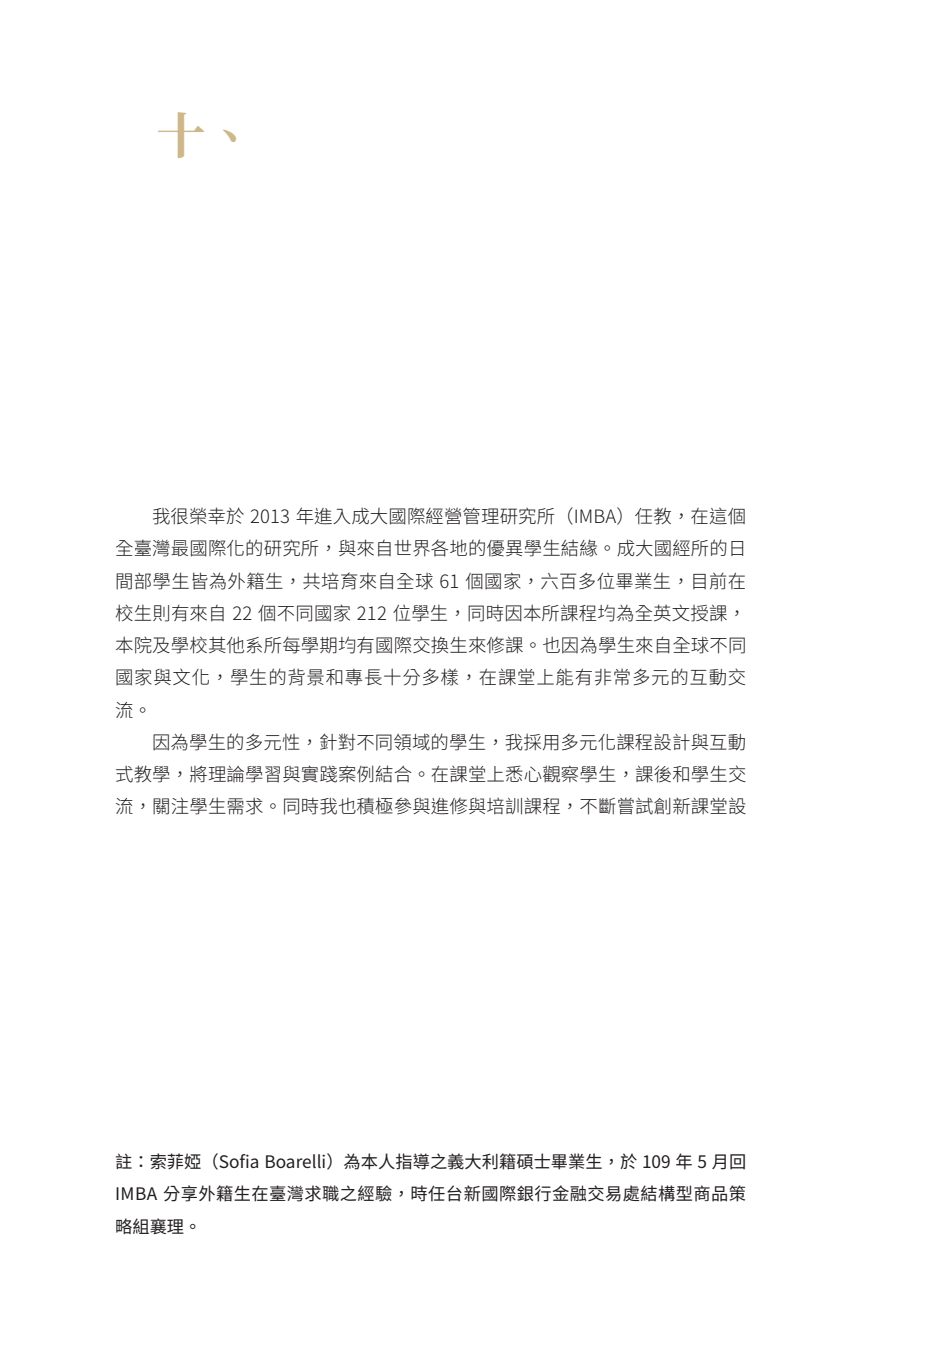 十、
我很榮幸於 2013 年進入成大國際經營管理研究所（IMBA）任教，在這個
全臺灣最國際化的研究所，與來自世界各地的優異學生結緣。成大國經所的日
間部學生皆為外籍生，共培育來自全球 61 個國家，六百多位畢業生，目前在
校生則有來自 22 個不同國家 212 位學生，同時因本所課程均為全英文授課，
本院及學校其他系所每學期均有國際交換生來修課。也因為學生來自全球不同
國家與文化，學生的背景和專長十分多樣，在課堂上能有非常多元的互動交
流。
因為學生的多元性，針對不同領域的學生，我採用多元化課程設計與互動
式教學，將理論學習與實踐案例結合。在課堂上悉心觀察學生，課後和學生交
流，關注學生需求。同時我也積極參與進修與培訓課程，不斷嘗試創新課堂設
註：索菲婭（Sofia Boarelli）為本人指導之義大利籍碩士畢業生，於 109 年 5 月回
IMBA 分享外籍生在臺灣求職之經驗，時任台新國際銀行金融交易處結構型商品策
略組襄理。